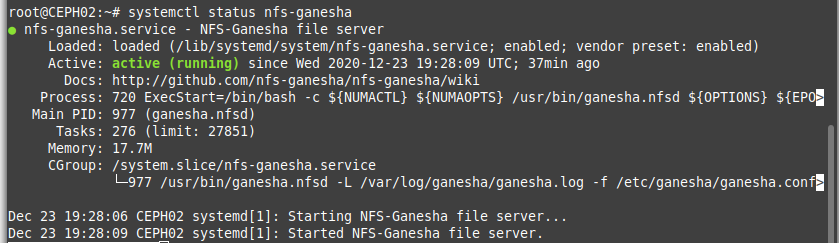 root@CEPH02:~# systemctl status nfs-ganesha
● nfs-ganesha.service - NFS-Ganesha file server
     Loaded: loaded (/lib/systemd/system/nfs-ganesha.service; enabled; vendor preset: enabled)
     Active: active (running) since Wed 2020-12-23 19:28:09 UTC; 37min ago
       Docs: http://github.com/nfs-ganesha/nfs-ganesha/wiki
    Process: 720 ExecStart=/bin/bash -c ${NUMACTL} ${NUMAOPTS} /usr/bin/ganesha.nfsd ${OPTIONS} ${EPO>
   Main PID: 977 (ganesha.nfsd)
      Tasks: 276 (limit: 27851)
     Memory: 17.7M
     CGroup: /system.slice/nfs-ganesha.service
             └─977 /usr/bin/ganesha.nfsd -L /var/log/ganesha/ganesha.log -f /etc/ganesha/ganesha.conf>
Dec 23 19:28:06 CEPH02 systemd[1]: Starting NFS-Ganesha file server...
Dec 23 19:28:09 CEPH02 systemd[1]: Started NFS-Ganesha file server.